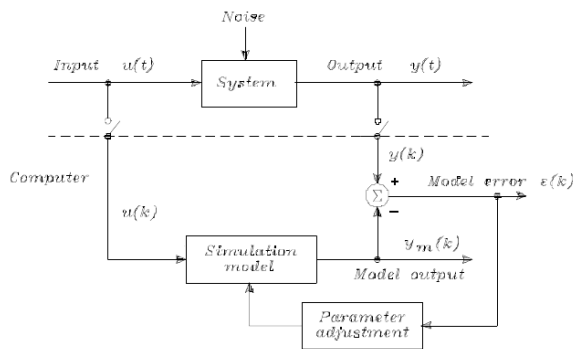 Noise
Input u(t)
System
Output y(t)
y(k)
Computer
+
Model error ε(k)
Σ
−
u(k)
Simulation
model
y_m(k)
Model output
Parameter
adjustment